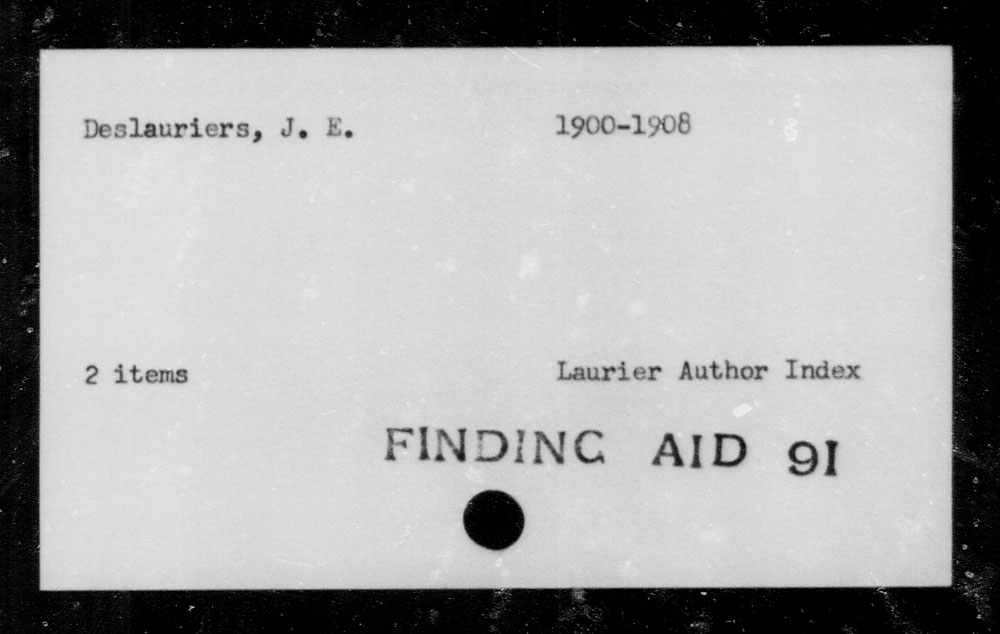 Deslauriers, J. E. 1900-1908
2 items Laurier Author Index
FINDING AID 91